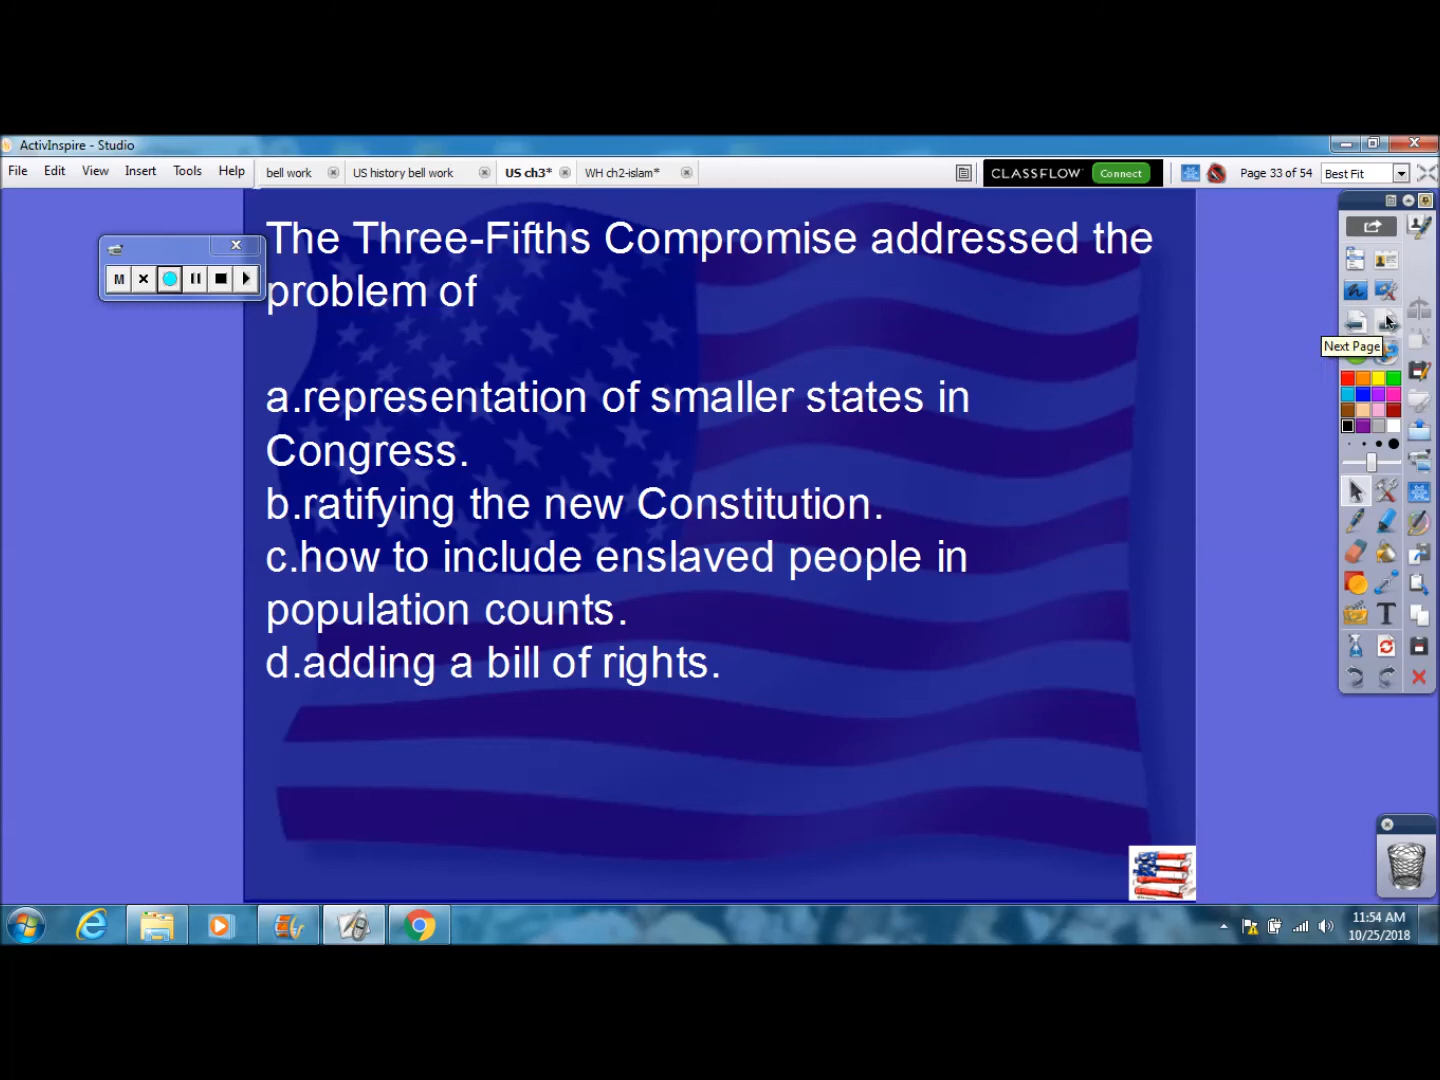 ActivInspire - Studio
File Edit View Insert Tools Help bell work US history bell work US ch3* WH ch2-islam* CLASSFLOW Connect Page 33 of 54 Best Fit
The Three-Fifths Compromise addressed the
problem of
M
Next Page
a.representation of smaller states in
Congress.
b.ratifying the new Constitution.
c.how to include enslaved people in
population counts.
d.adding a bill of rights.
T
11:54 AM
10/25/2018